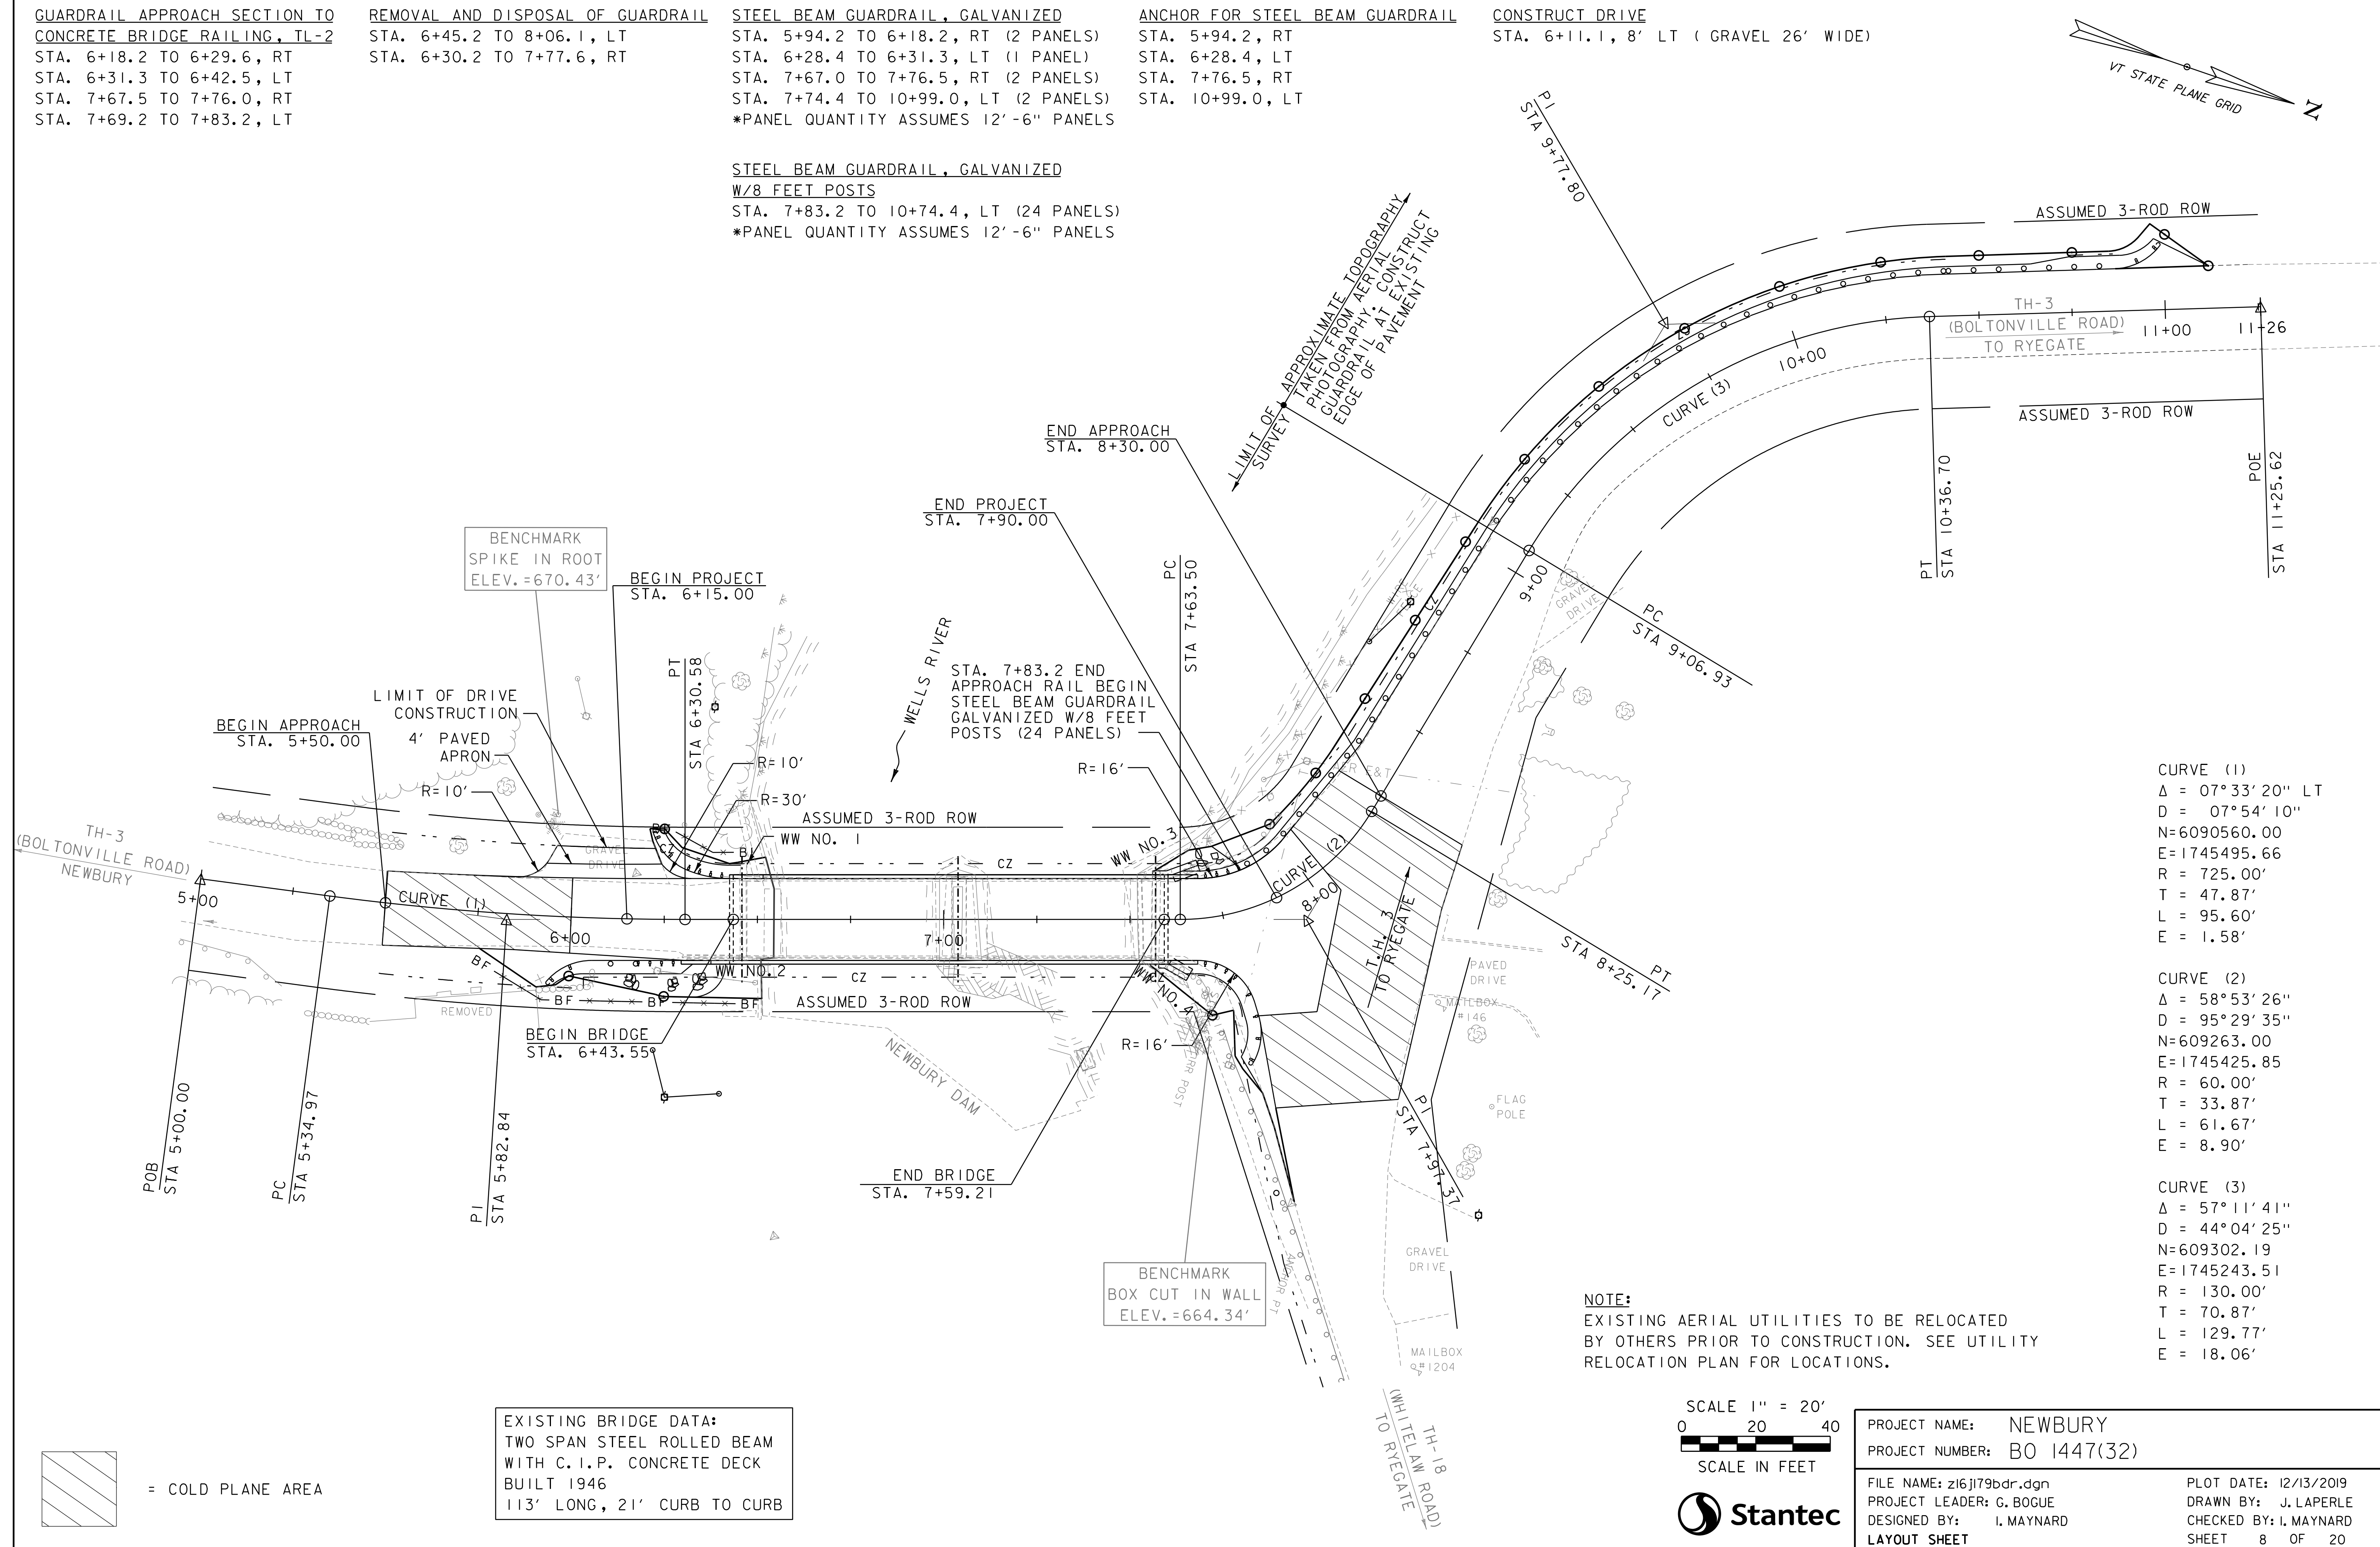 GUARDRAIL APPROACH SECTION TO
CONCRETE BRIDGE RAILING, TL-2
STA. 6+18.2 TO 6+29.6, RT
STA. 6+31.3 TO 6+42.5, LT
STA. 7+67.5 TO 7+76.0, RT
STA. 7+69.2 TO 7+83.2, LT
REMOVAL AND DISPOSAL OF GUARDRAIL
STA. 6+45.2 TO 8+06.1, LT
STA. 6+30.2 TO 7+77.6, RT
STEEL BEAM GUARDRAIL, GALVANIZED
STA. 5+94.2 TO 6+18.2, RT (2 PANELS)
STA. 6+28.4 TO 6+31.3, LT (1 PANEL)
STA. 7+67.0 TO 7+76.5, RT (2 PANELS)
STA. 7+74.4 TO 10+99.0, LT (2 PANELS)
*PANEL QUANTITY ASSUMES 12'-6" PANELS
STEEL BEAM GUARDRAIL, GALVANIZED
W/8 FEET POSTS
STA. 7+83.2 TO 10+74.4, LT (24 PANELS)
*PANEL QUANTITY ASSUMES 12'-6" PANELS
ANCHOR FOR STEEL BEAM GUARDRAIL
STA. 5+94.2, RT
STA. 6+28.4, LT
STA. 7+76.5, RT
STA. 10+99.0, LT
CONSTRUCT DRIVE
STA. 6+11.1, 8' LT ( GRAVEL 26' WIDE)
VT STATE PLANE GRID
N
PI
STA 9+77.80
ASSUMED 3-ROD ROW
APPROXIMATE TOPOGRAPHY
TAKEN FROM AERIAL
PHOTOGRAPHY. CONSTRUCT
GUARDRAIL AT EXISTING
EDGE OF PAVEMENT
LIMIT OF
SURVEY
TH-3
(BOLTONVILLE ROAD)
TO RYEGATE
11+00
11+26
10+00
CURVE (3)
ASSUMED 3-ROD ROW
PT
STA 10+36.70
POE
STA 11+25.62
END APPROACH
STA. 8+30.00
END PROJECT
STA. 7+90.00
PC
STA 7+63.50
9+00
GRAVEL
DRIVE
PC
STA 9+06.93
CZ
BENCHMARK
SPIKE IN ROOT
ELEV.=670.43'
BEGIN PROJECT
STA. 6+15.00
PT
STA 6+30.58
WELLS RIVER
STA. 7+83.2 END
APPROACH RAIL BEGIN
STEEL BEAM GUARDRAIL
GALVANIZED W/8 FEET
POSTS (24 PANELS)
LIMIT OF DRIVE
CONSTRUCTION
4' PAVED
APRON
R=10'
BEGIN APPROACH
STA. 5+50.00
R=10'
R=30'
R=16'
ASSUMED 3-ROD ROW
WW NO. 1
WW NO. 3
CZ
CZ
GRAVEL
DRIVE
TH-3
(BOLTONVILLE ROAD)
NEWBURY
5+00
CURVE (1)
6+00
7+00
8+00
CURVE (2)
T.H. 3
TO RYEGATE
PT
STA 8+25.17
PAVED
DRIVE
MAILBOX
#146
BF
BF
BF
BF
WW NO.2
CZ
WW NO. 4
CZ
ASSUMED 3-ROD ROW
REMOVED
BEGIN BRIDGE
STA. 6+43.55
NEWBURY DAM
R=16'
FLAG
POLE
PI
STA 7+97.37
POB
STA 5+00.00
PC
STA 5+34.97
PI
STA 5+82.84
END BRIDGE
STA. 7+59.21
BENCHMARK
BOX CUT IN WALL
ELEV.=664.34'
ANCHOR PT
GRAVEL
DRIVE
MAILBOX
#1204
TH-18
(WHITELAW ROAD)
TO RYEGATE
CURVE (1)
Δ = 07°33'20" LT
D = 07°54'10"
N=6090560.00
E=1745495.66
R = 725.00'
T = 47.87'
L = 95.60'
E = 1.58'
CURVE (2)
Δ = 58°53'26"
D = 95°29'35"
N=609263.00
E=1745425.85
R = 60.00'
T = 33.87'
L = 61.67'
E = 8.90'
CURVE (3)
Δ = 57°11'41"
D = 44°04'25"
N=609302.19
E=1745243.51
R = 130.00'
T = 70.87'
L = 129.77'
E = 18.06'
NOTE:
EXISTING AERIAL UTILITIES TO BE RELOCATED
BY OTHERS PRIOR TO CONSTRUCTION. SEE UTILITY
RELOCATION PLAN FOR LOCATIONS.
= COLD PLANE AREA
EXISTING BRIDGE DATA:
TWO SPAN STEEL ROLLED BEAM
WITH C.I.P. CONCRETE DECK
BUILT 1946
113' LONG, 21' CURB TO CURB
SCALE 1" = 20'
0 20 40
SCALE IN FEET
Stantec
PROJECT NAME: NEWBURY
PROJECT NUMBER: BO 1447(32)
FILE NAME: z16j179bdr.dgn
PROJECT LEADER: G. BOGUE
DESIGNED BY: I. MAYNARD
LAYOUT SHEET
PLOT DATE: 12/13/2019
DRAWN BY: J. LAPERLE
CHECKED BY: I. MAYNARD
SHEET 8 OF 20